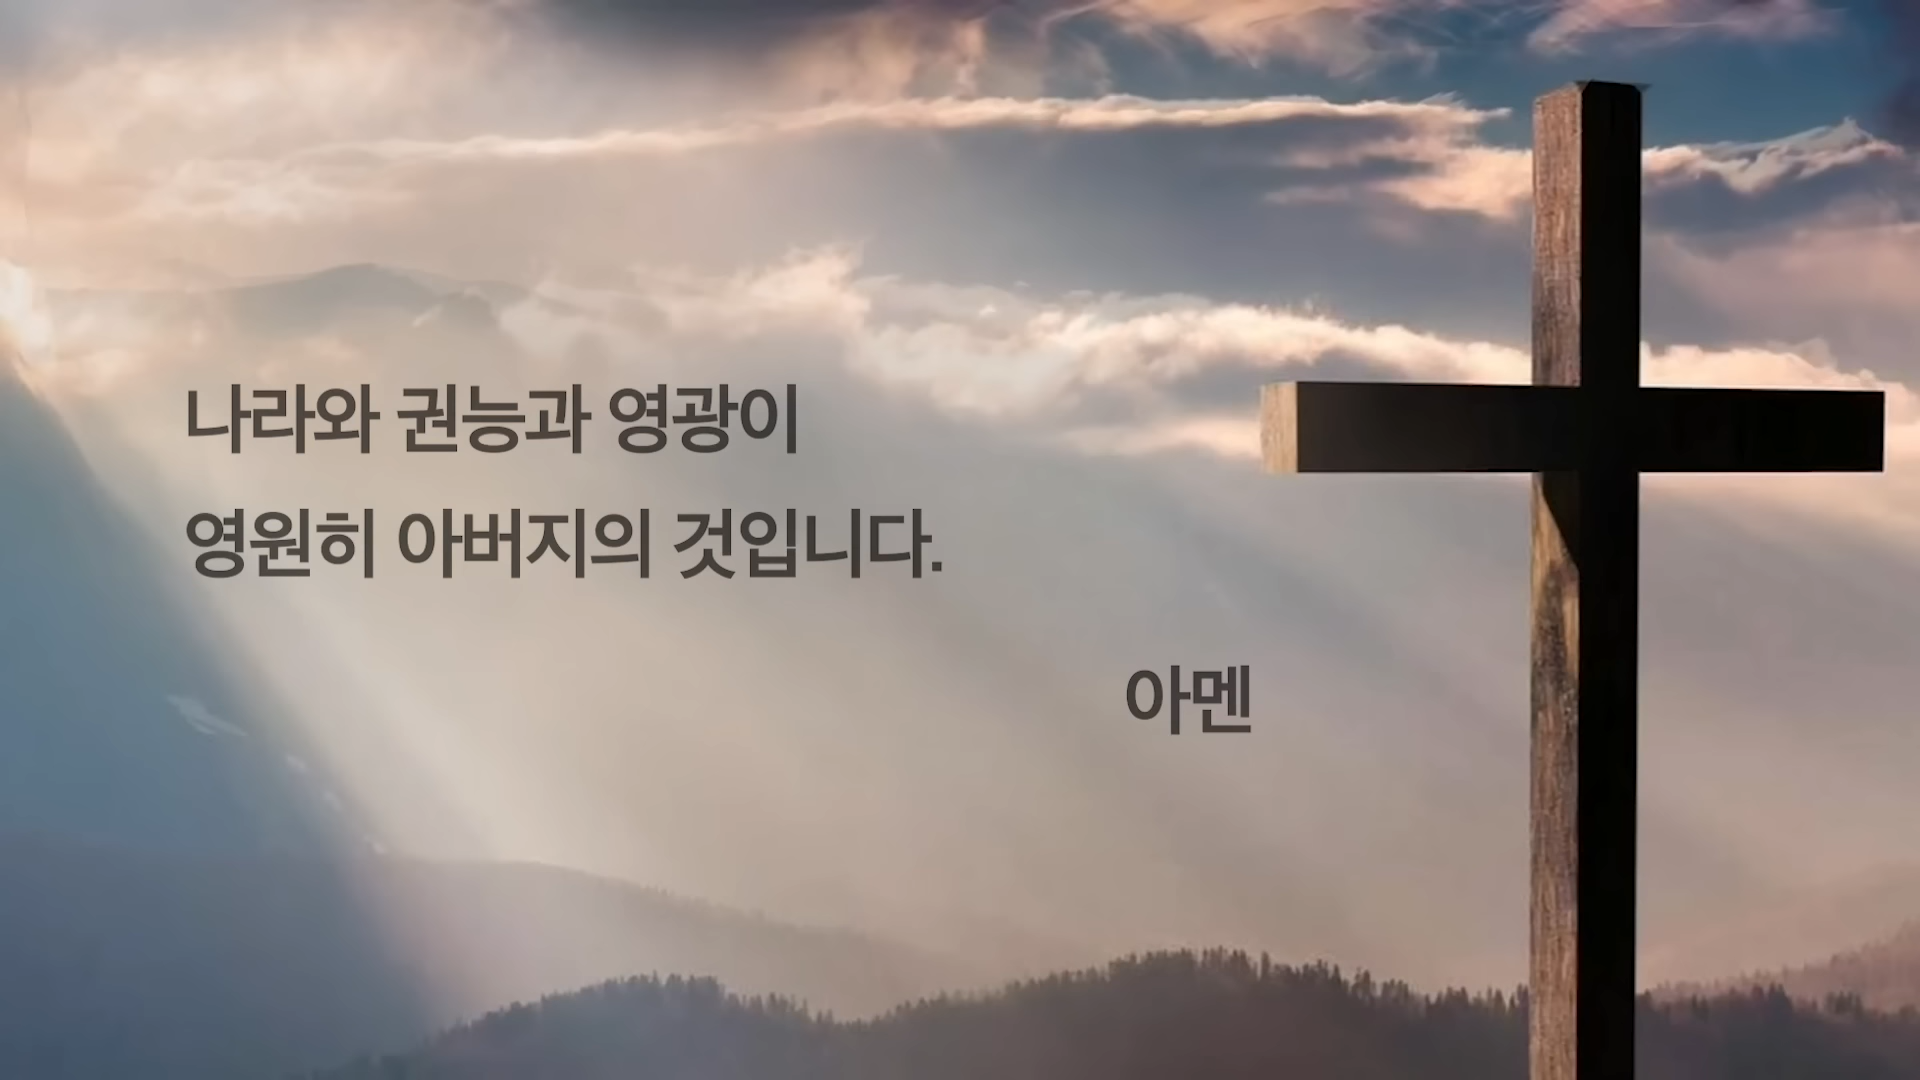 나라와 권능과 영광이
영원히 아버지의 것입니다.
아멘